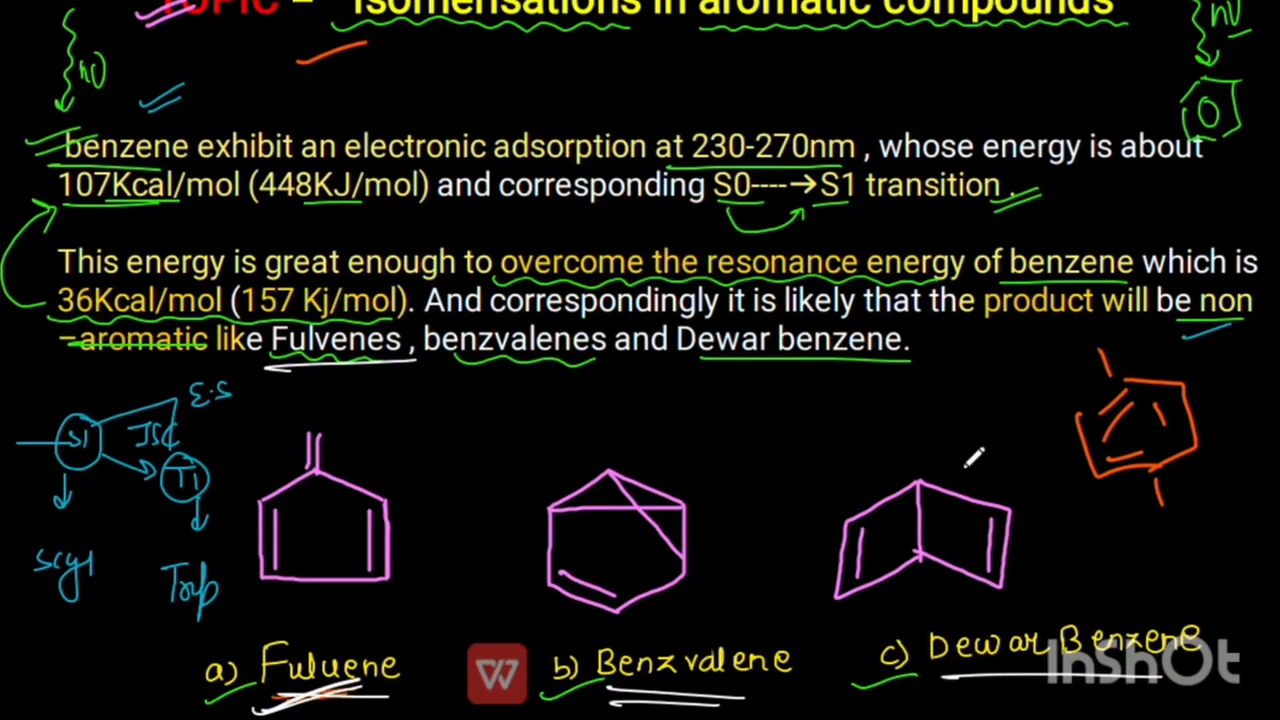 TOPIC – Isomerisations in aromatic compounds
hν
hν
benzene exhibit an electronic adsorption at 230-270nm , whose energy is about
107Kcal/mol (448KJ/mol) and corresponding S0----→S1 transition .
This energy is great enough to overcome the resonance energy of benzene which is
36Kcal/mol (157 Kj/mol). And correspondingly it is likely that the product will be non
–aromatic like Fulvenes , benzvalenes and Dewar benzene.
E.S
S1
ISC
T1
a) Fulvene
b) Benzvalene
c) Dewar Benzene
InShOt